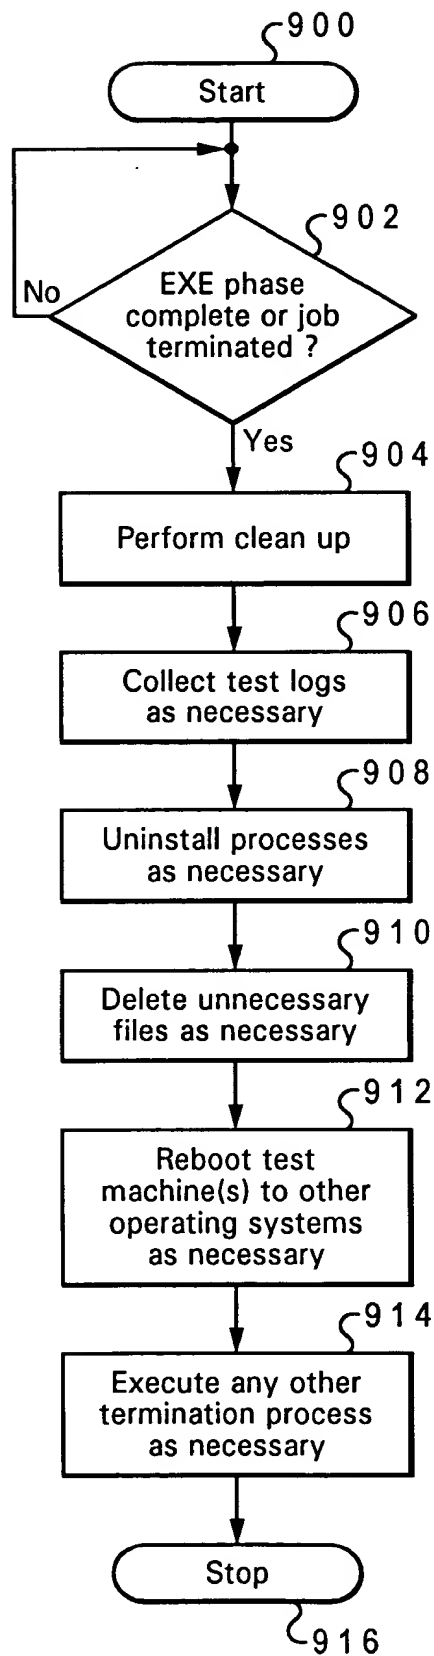 900
Start
902
EXE phase
complete or job
terminated ?
No
Yes
904
Perform clean up
906
Collect test logs
as necessary
908
Uninstall processes
as necessary
910
Delete unnecessary
files as necessary
912
Reboot test
machine(s) to other
operating systems
as necessary
914
Execute any other
termination process
as necessary
Stop
916